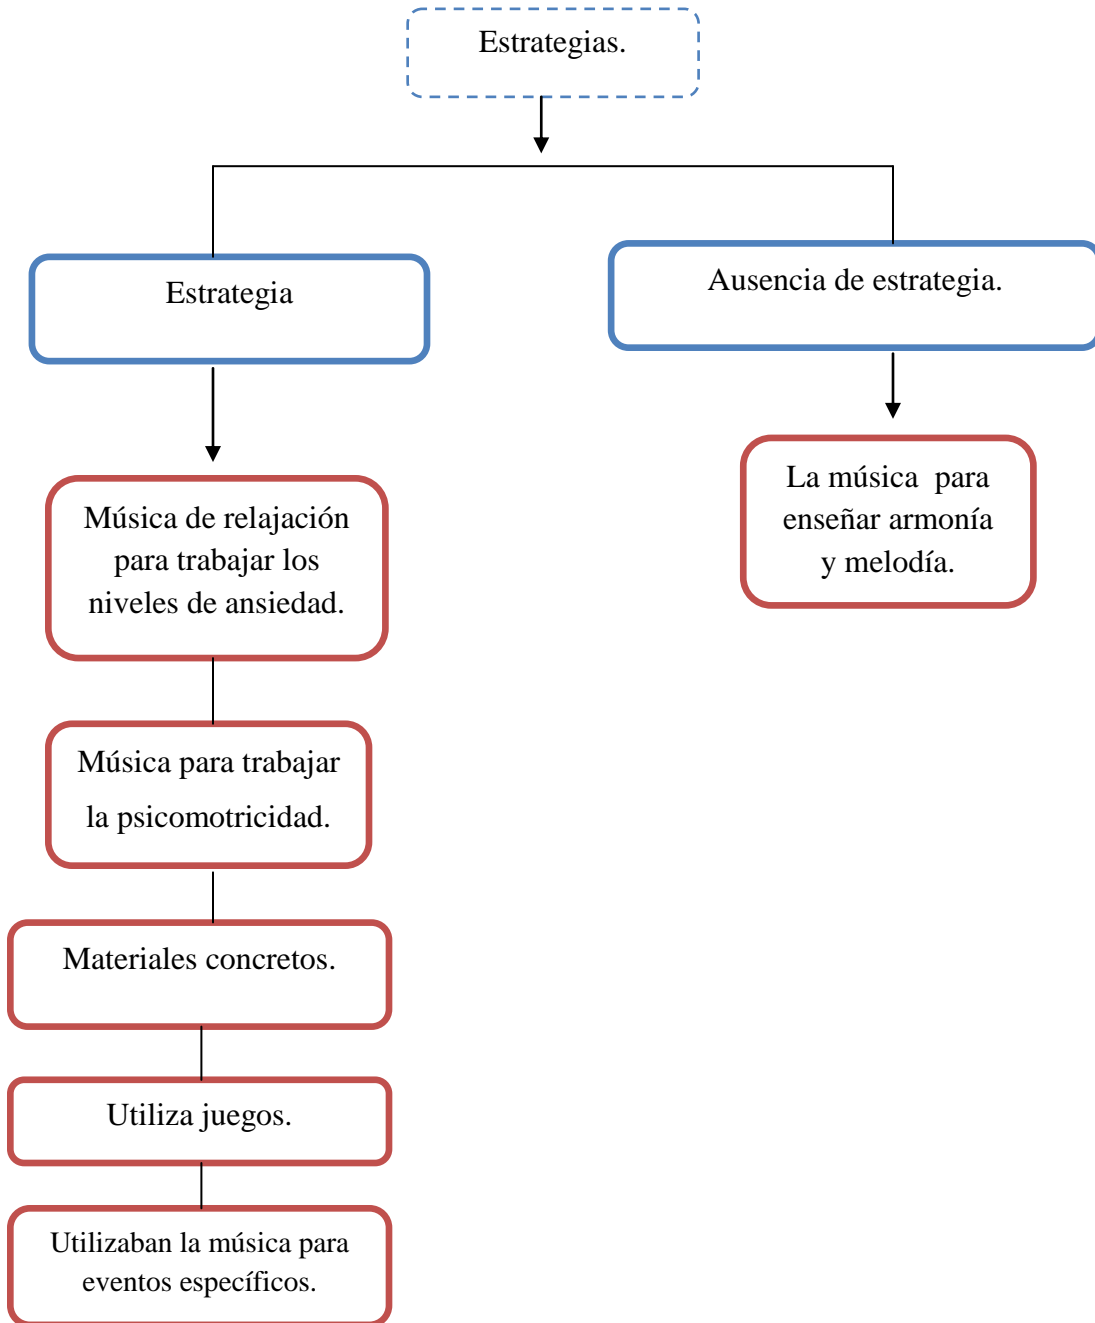 Estrategias.
Estrategia
Ausencia de estrategia.
Música de relajación
para trabajar los
niveles de ansiedad.
La música  para
enseñar armonía
y melodía.
Música para trabajar
la psicomotricidad.
Materiales concretos.
Utiliza juegos.
Utilizaban la música para
eventos específicos.